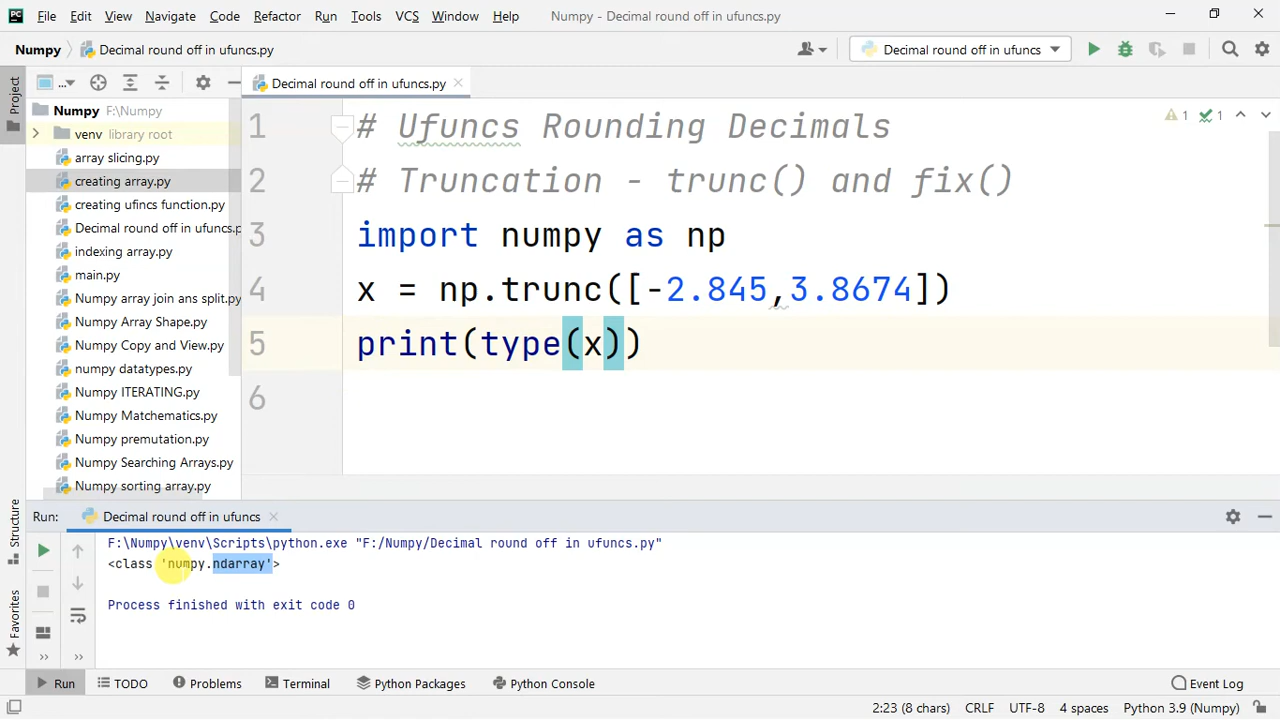 File Edit View Navigate Code Refactor Run Tools VCS Window Help Numpy - Decimal round off in ufuncs.py
Numpy Decimal round off in ufuncs.py Decimal round off in ufuncs
... Decimal round off in ufuncs.py
Project
Numpy F:\Numpy
venv library root
array slicing.py
creating array.py
creating ufincs function.py
Decimal round off in ufuncs.p
indexing array.py
main.py
Numpy array join ans split.py
Numpy Array Shape.py
Numpy Copy and View.py
numpy datatypes.py
Numpy ITERATING.py
Numpy Matchematics.py
Numpy premutation.py
Numpy Searching Arrays.py
Numpy sorting array.py
1 # Ufuncs Rounding Decimals
2 # Truncation - trunc() and fix()
3 import numpy as np
4 x = np.trunc([-2.845,3.8674])
5 print(type(x))
6
1 1
Structure
Favorites
Run: Decimal round off in ufuncs
F:\Numpy\venv\Scripts\python.exe "F:/Numpy/Decimal round off in ufuncs.py"
<class 'numpy.ndarray'>
Process finished with exit code 0
Run TODO Problems Terminal Python Packages Python Console Event Log
2:23 (8 chars) CRLF UTF-8 4 spaces Python 3.9 (Numpy)